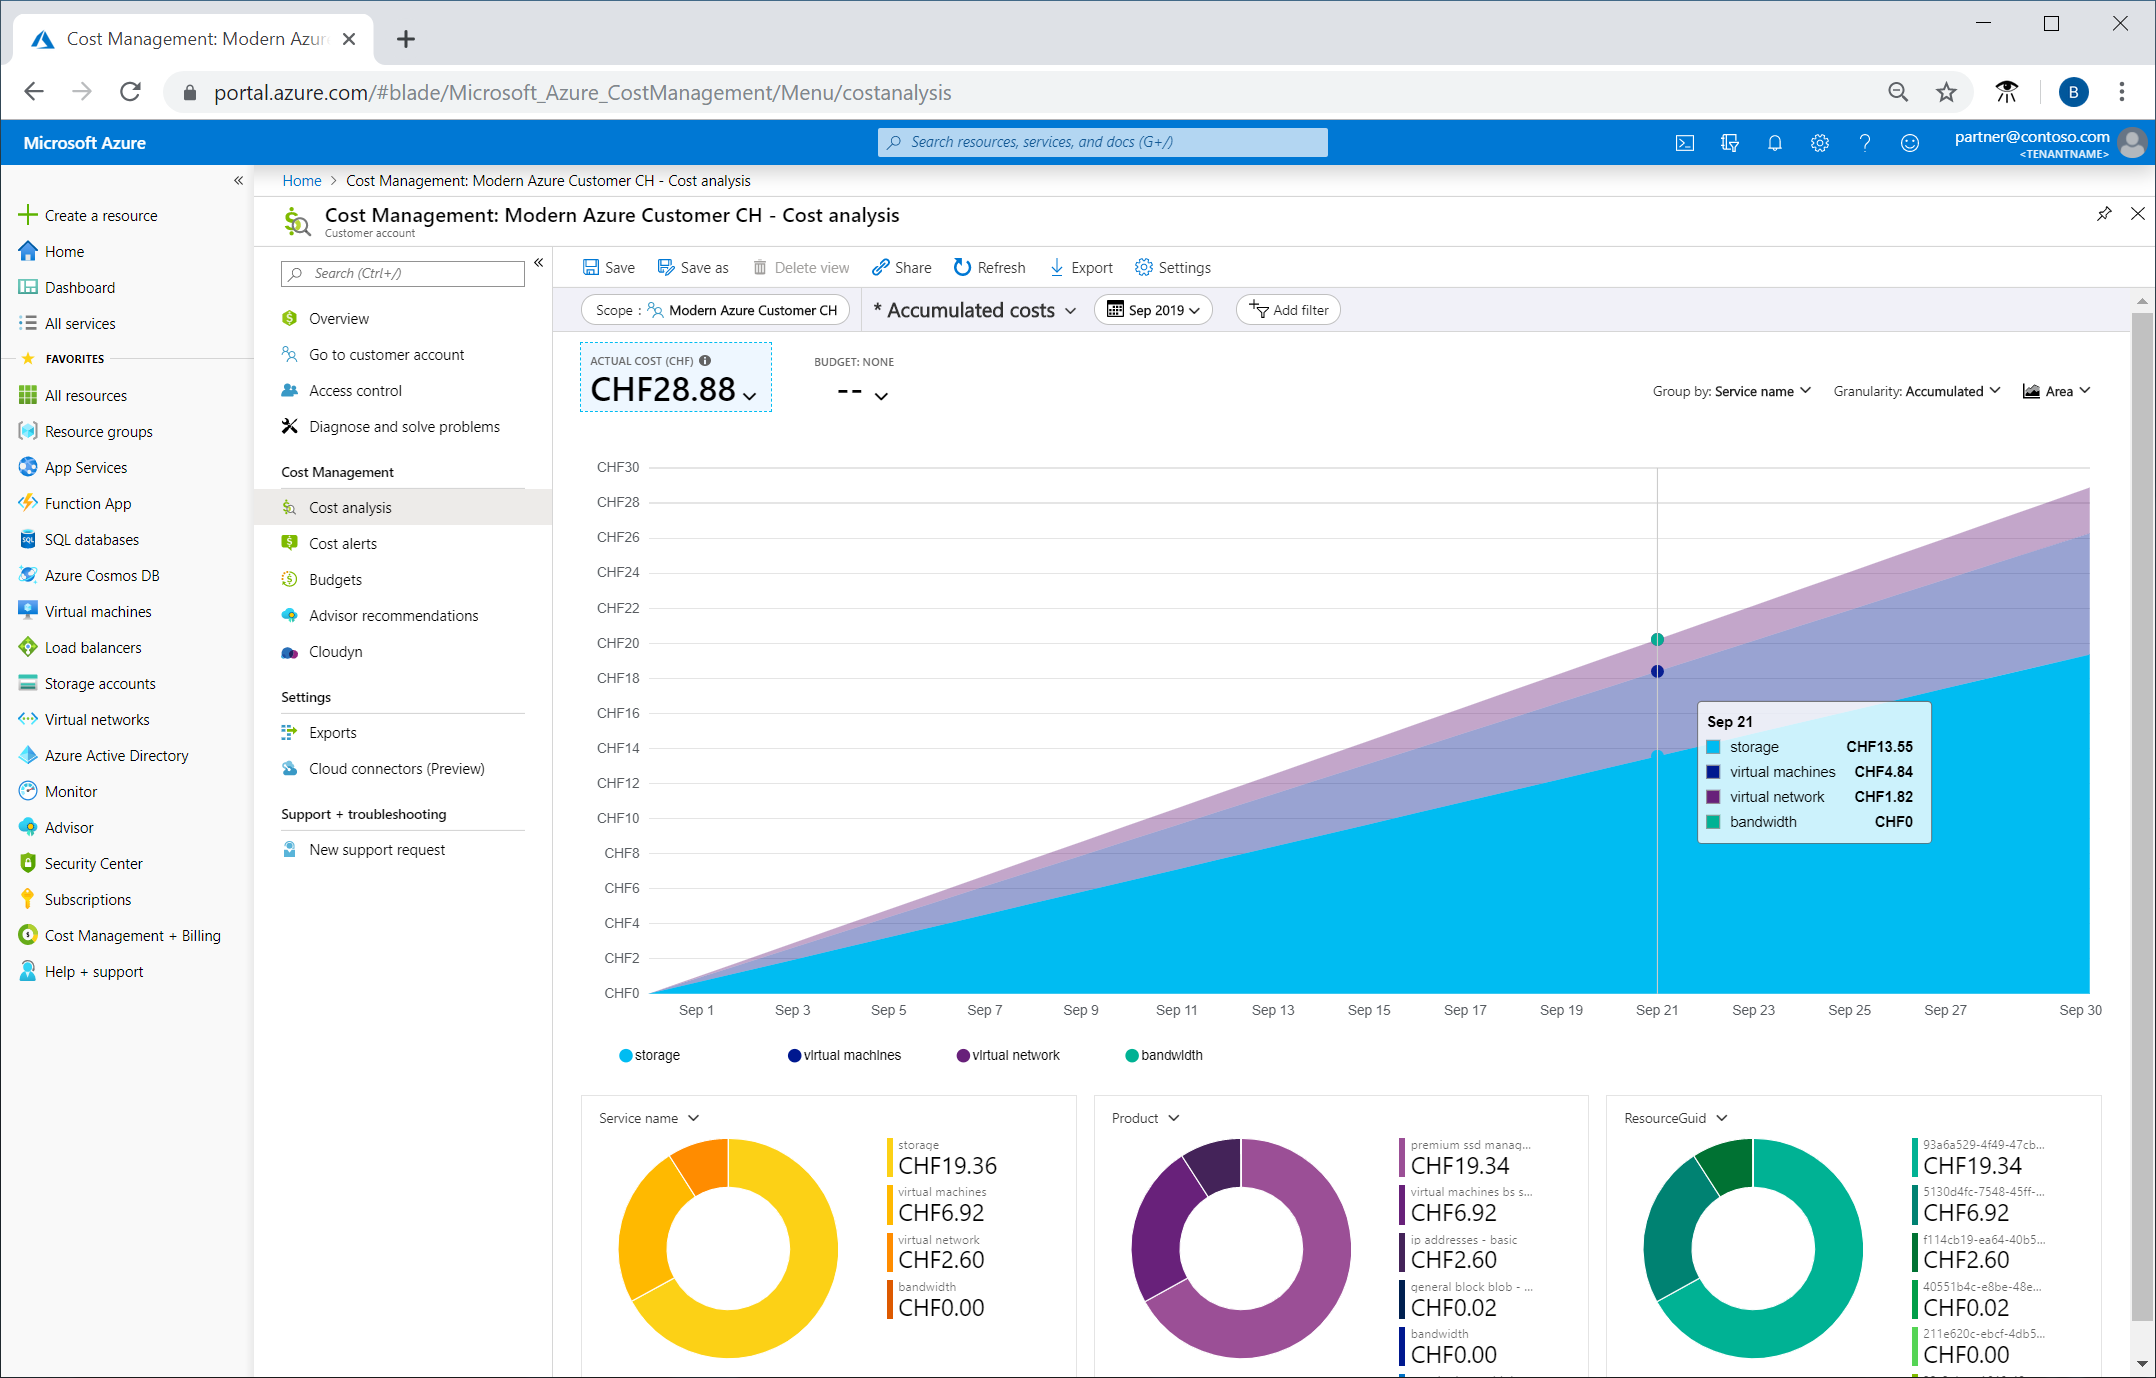 Cost Management: Modern Azur
portal.azure.com/#blade/Microsoft_Azure_CostManagement/Menu/costanalysis
B
Microsoft Azure
Search resources, services, and docs (G+/)
partner@contoso.com
<TENANTNAME>
Create a resource
Home
Dashboard
All services
FAVORITES
All resources
Resource groups
App Services
Function App
SQL databases
Azure Cosmos DB
Virtual machines
Load balancers
Storage accounts
Virtual networks
Azure Active Directory
Monitor
Advisor
Security Center
Subscriptions
Cost Management + Billing
Help + support
Home > Cost Management: Modern Azure Customer CH - Cost analysis
Cost Management: Modern Azure Customer CH - Cost analysis
Customer account
Search (Ctrl+/)
Overview
Go to customer account
Access control
Diagnose and solve problems
Cost Management
Cost analysis
Cost alerts
Budgets
Advisor recommendations
Cloudyn
Settings
Exports
Cloud connectors (Preview)
Support + troubleshooting
New support request
Save Save as Delete view Share Refresh Export Settings
Scope : Modern Azure Customer CH * Accumulated costs Sep 2019 Add filter
ACTUAL COST (CHF)
CHF28.88
BUDGET: NONE
--
Group by: Service name Granularity: Accumulated Area
CHF30
CHF28
CHF26
CHF24
CHF22
CHF20
CHF18
CHF16
CHF14
CHF12
CHF10
CHF8
CHF6
CHF4
CHF2
CHF0
Sep 21
storage CHF13.55
virtual machines CHF4.84
virtual network CHF1.82
bandwidth CHF0
Sep 1 Sep 3 Sep 5 Sep 7 Sep 9 Sep 11 Sep 13 Sep 15 Sep 17 Sep 19 Sep 21 Sep 23 Sep 25 Sep 27 Sep 30
storage virtual machines virtual network bandwidth
Service name
storage
CHF19.36
virtual machines
CHF6.92
virtual network
CHF2.60
bandwidth
CHF0.00
Product
premium ssd manaq...
CHF19.34
virtual machines bs s...
CHF6.92
ip addresses - basic
CHF2.60
general block blob - ...
CHF0.02
bandwidth
CHF0.00
ResourceGuid
93a6a529-4f49-47cb...
CHF19.34
5130d4fc-7548-45ff-...
CHF6.92
f114cb19-ea64-40b5...
CHF2.60
40551b4c-e8be-48e...
CHF0.02
211e620c-ebcf-4db5...
CHF0.00